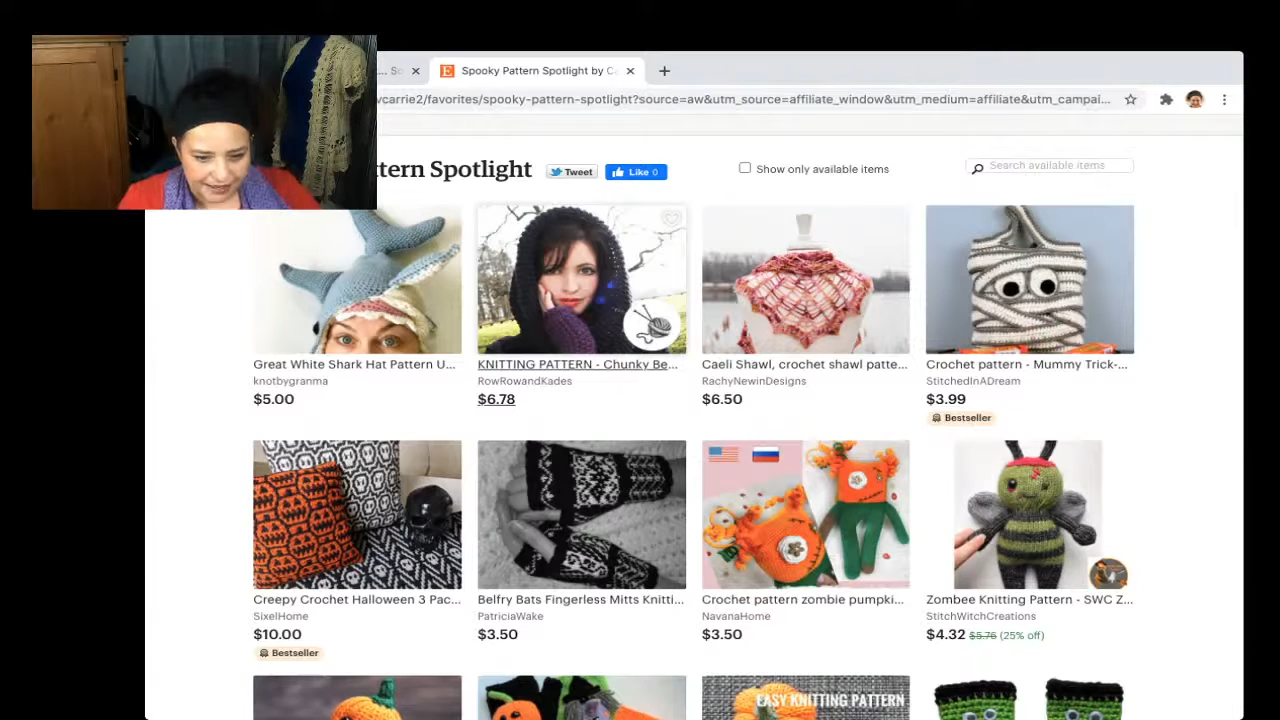 ... So
Spooky Pattern Spotlight by C
vcarrie2/favorites/spooky-pattern-spotlight?source=aw&utm_source=affiliate_window&utm_medium=affiliate&utm_campai...
tern Spotlight
Tweet
Like 0
Show only available items
Search available items
Great White Shark Hat Pattern U...
knotbygranma
$5.00
KNITTING PATTERN - Chunky Be...
RowRowandKades
$6.78
Caeli Shawl, crochet shawl patte...
RachyNewinDesigns
$6.50
Crochet pattern - Mummy Trick-...
StitchedInADream
$3.99
Bestseller
Creepy Crochet Halloween 3 Pac...
SixelHome
$10.00
Bestseller
Belfry Bats Fingerless Mitts Knitti...
PatriciaWake
$3.50
Crochet pattern zombie pumpki...
NavanaHome
$3.50
Zombee Knitting Pattern - SWC Z...
StitchWitchCreations
$4.32 $5.76 (25% off)
EASY KNITTING PATTERN